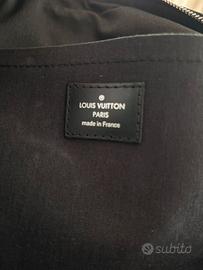 LOUIS VUITTON
PARIS
made in France
subito